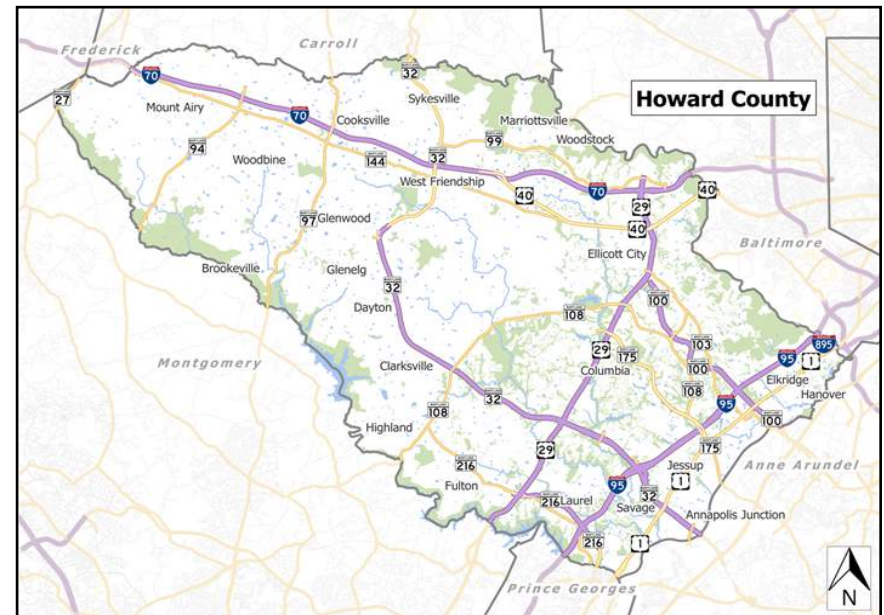 Frederick
Carroll
70
32
27
Mount Airy
70
Sykesville
Howard County
Cooksville
Marriottsville
94
99
Woodstock
Woodbine
144
32
West Friendship
40
70
29
40
97
Glenwood
40
Baltimore
Ellicott City
Brookeville
Glenelg
32
100
Dayton
108
Montgomery
29
175
103
895
Clarksville
Columbia
100
95
1
32
108
Elkridge
Hanover
108
95
100
Highland
29
175
216
Jessup
Anne Arundel
Fulton
95
1
216
Laurel
32
Savage
Annapolis Junction
216
1
Prince Georges
N